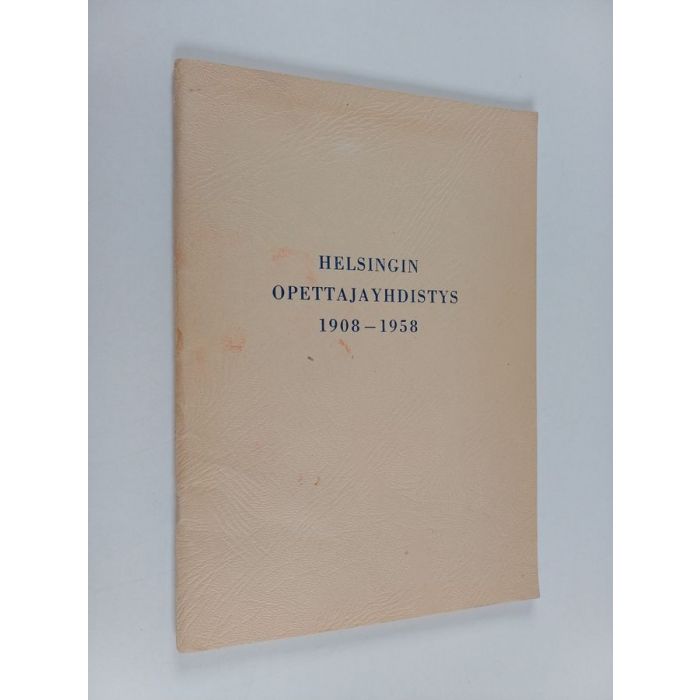 HELSINGIN
OPETTAJAYHDISTYS
1908 – 1958